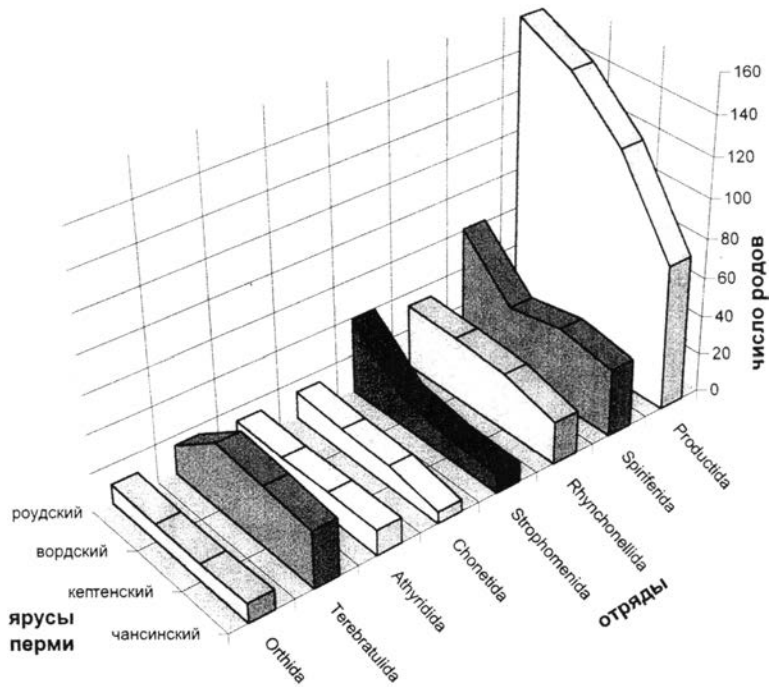 160
140
120
100
80
60
40
20
0
число родов
роудский
вордский
кептенский
чансинский
ярусы
перми
Orthida
Terebratulida
Athyridida
Chonetida
Strophomenida
Rhynchonellida
Spiriferida
Productida
отряды